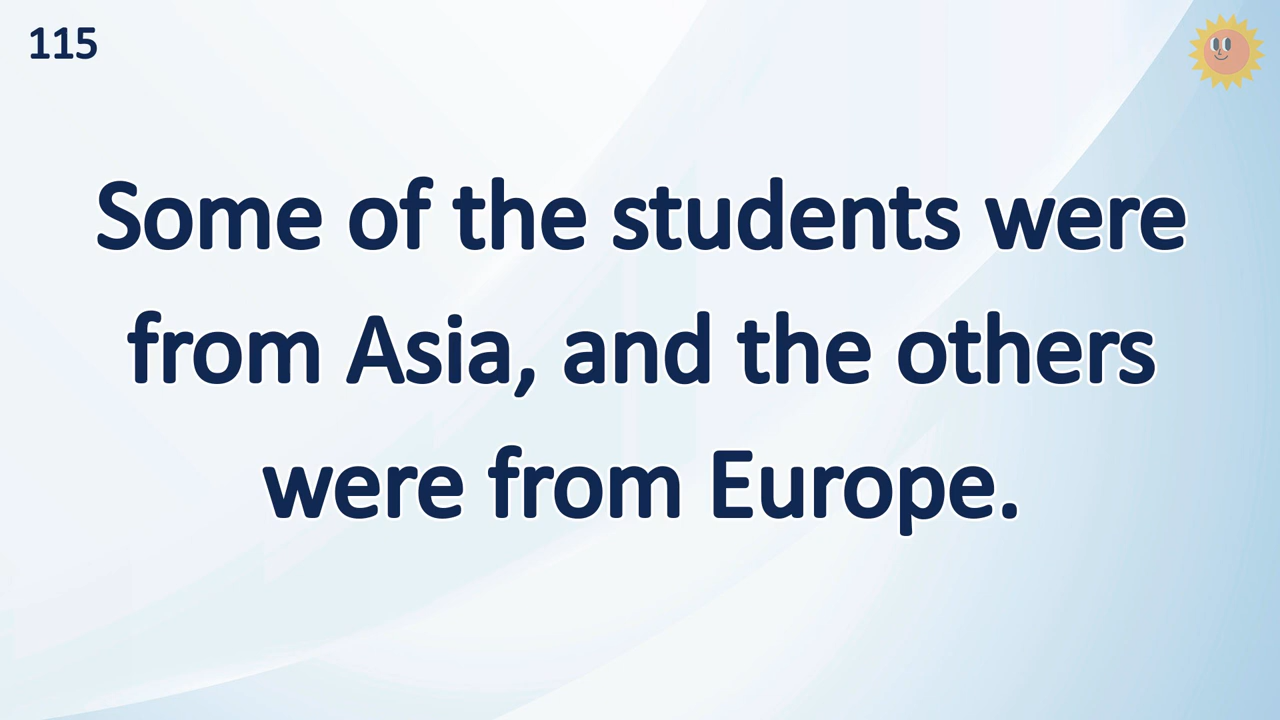 115
Some of the students were
from Asia, and the others
were from Europe.